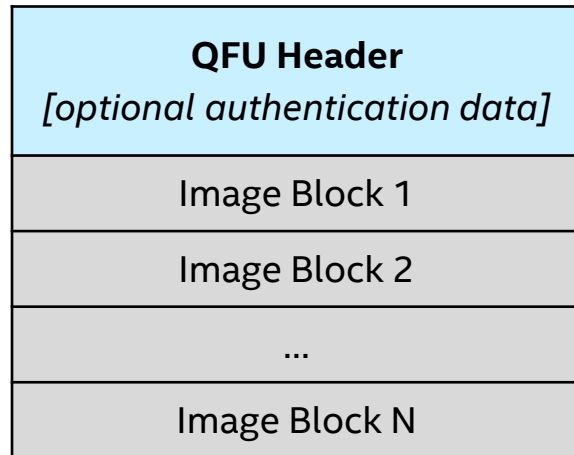 QFU Header
[optional authentication data]
Image Block 1
Image Block 2
...
Image Block N